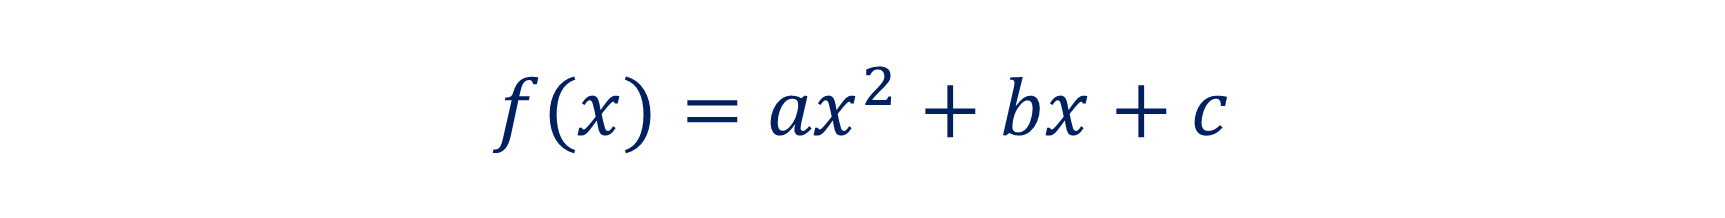 f(x) = ax² + bx + c